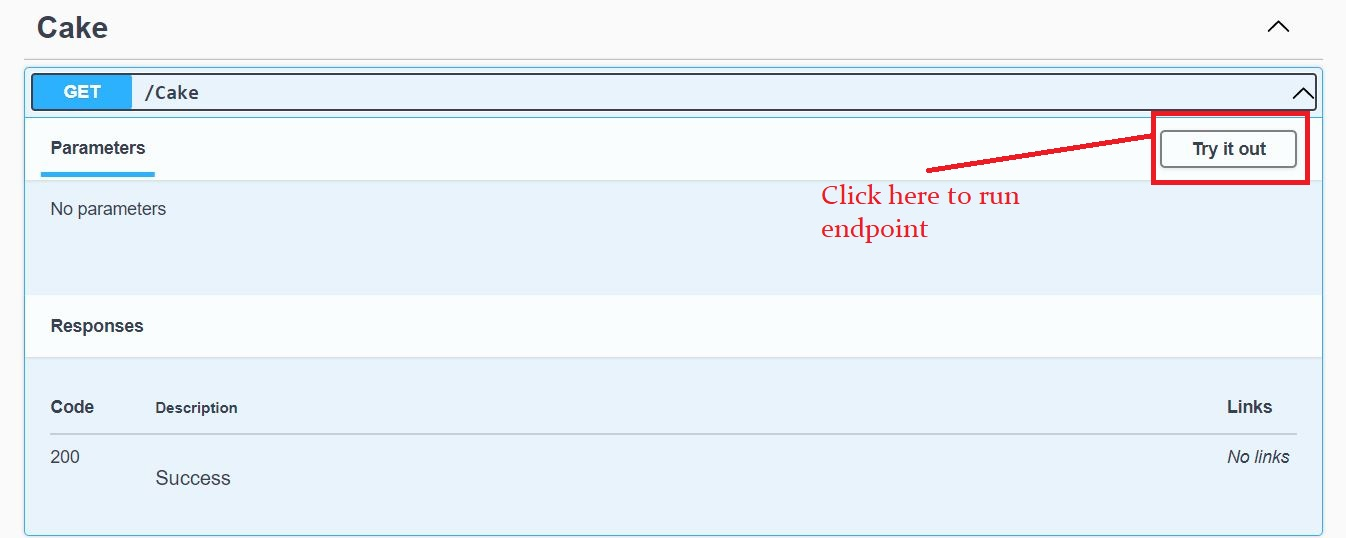 Cake
GET /Cake
Parameters
Try it out
No parameters
Click here to run
endpoint
Responses
Code Description Links
200 Success No links